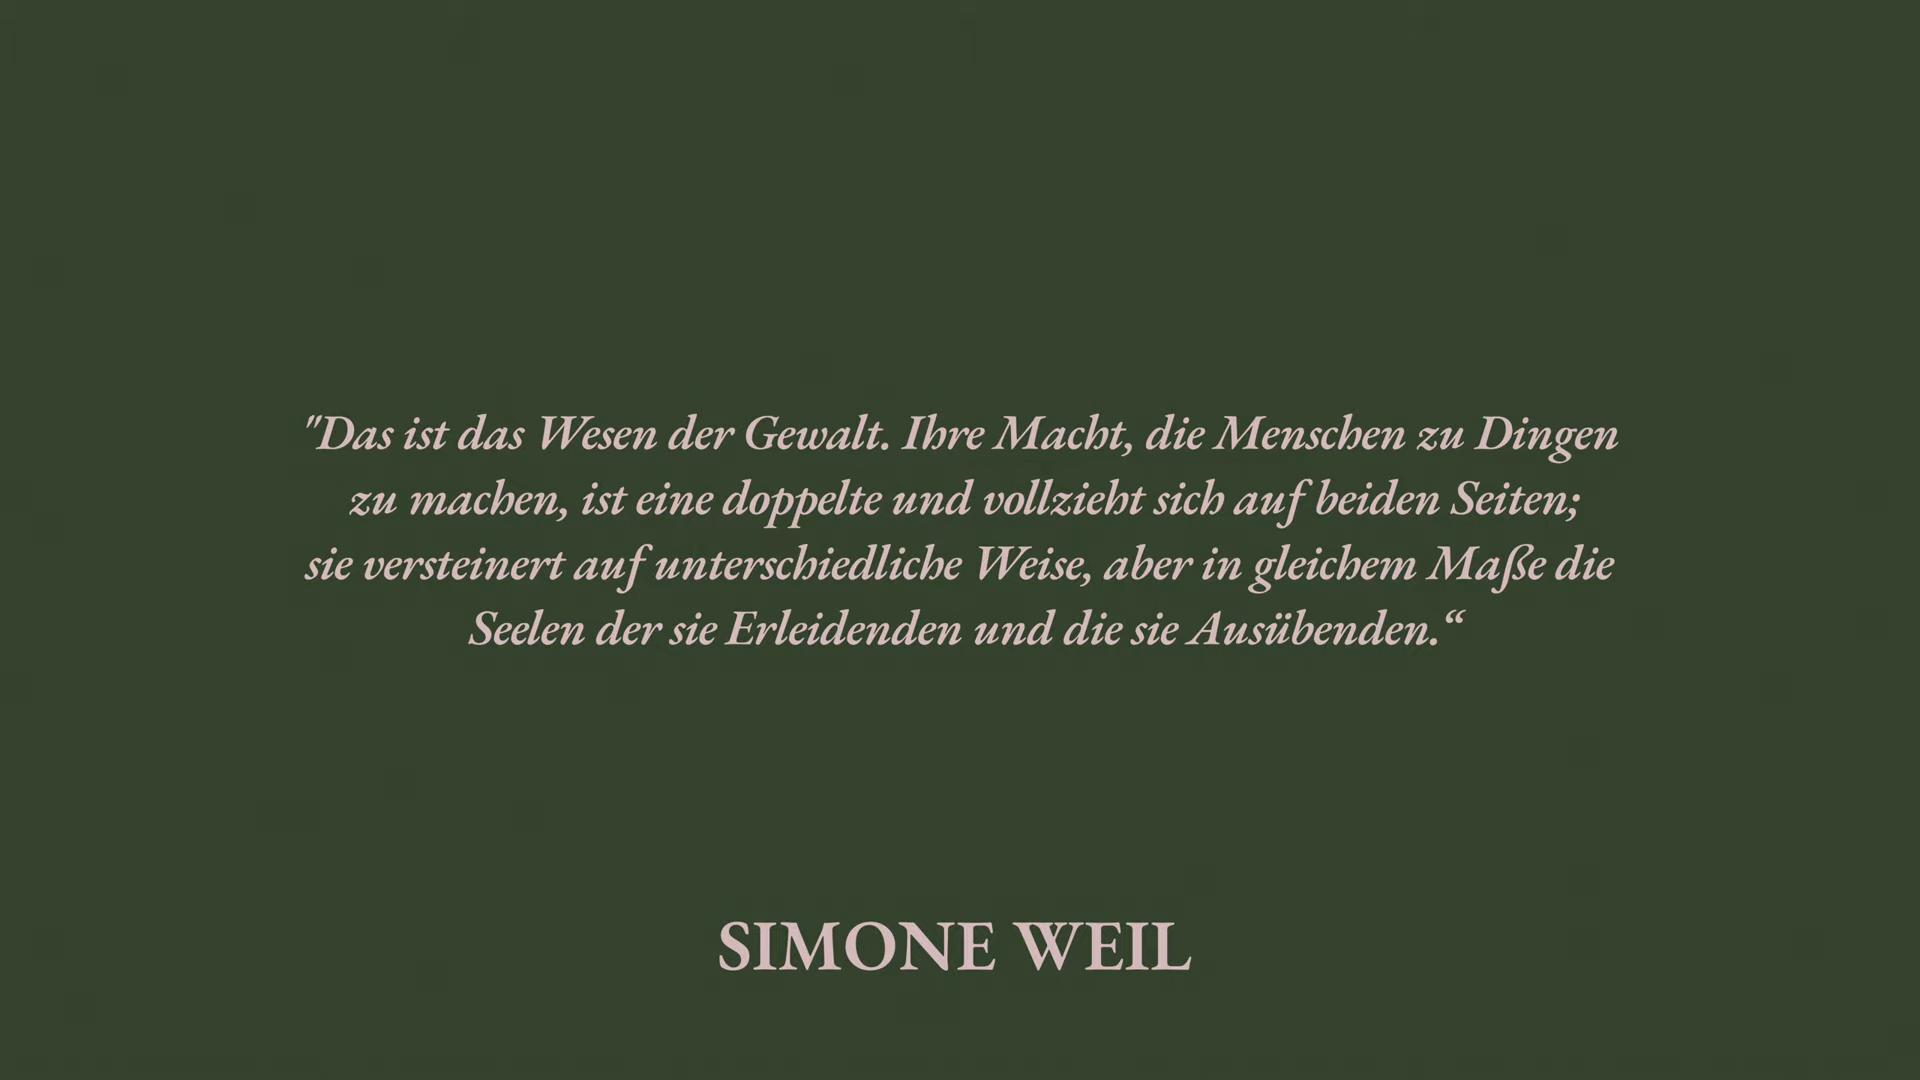 "Das ist das Wesen der Gewalt. Ihre Macht, die Menschen zu Dingen
zu machen, ist eine doppelte und vollzieht sich auf beiden Seiten;
sie versteinert auf unterschiedliche Weise, aber in gleichem Maße die
Seelen der sie Erleidenden und die sie Ausübenden.“
SIMONE WEIL